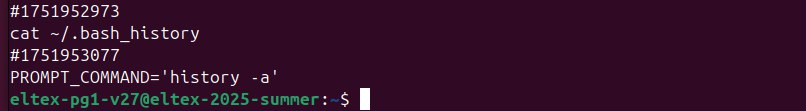 #1751952973
cat ~/.bash_history
#1751953077
PROMPT_COMMAND='history -a'
eltex-pg1-v27@eltex-2025-summer:~$